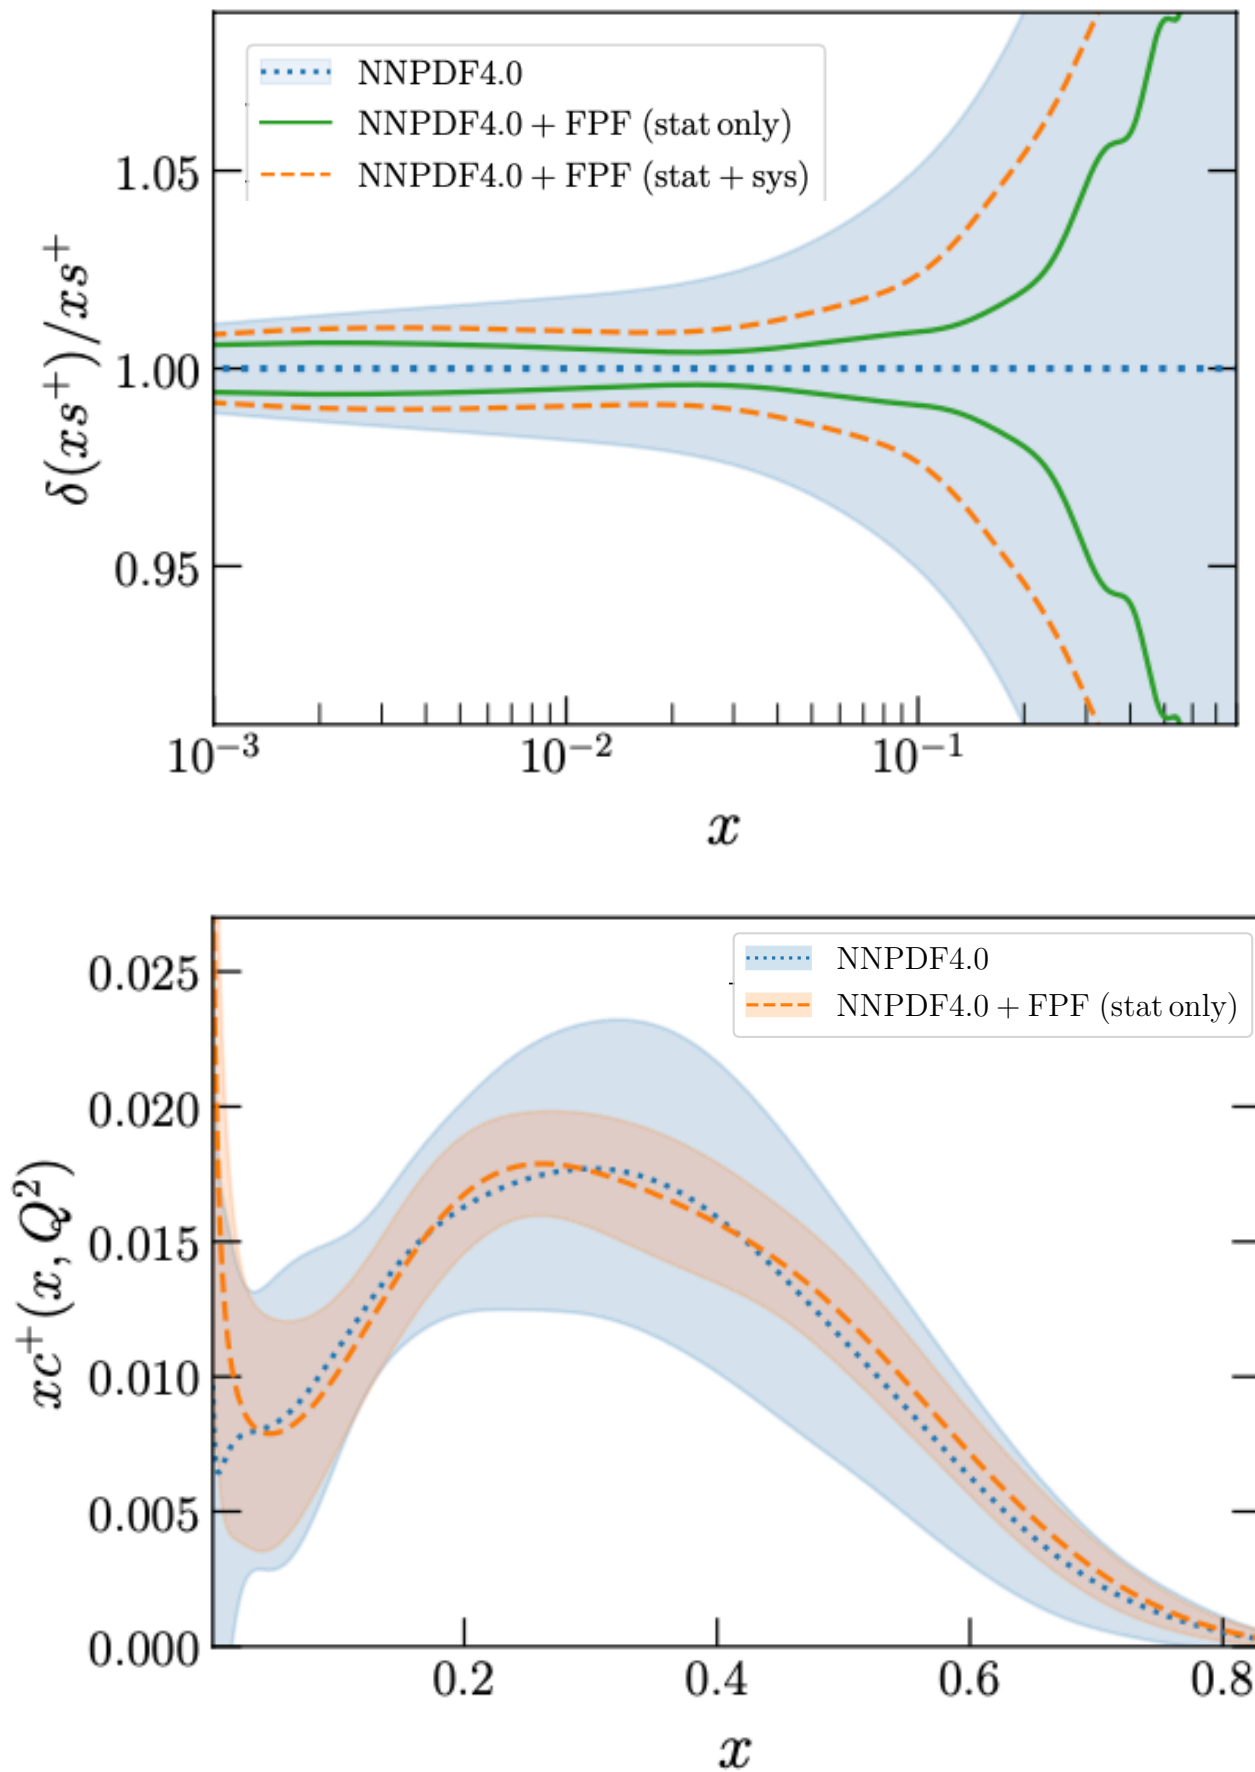 NNPDF4.0
NNPDF4.0 + FPF (stat only)
NNPDF4.0 + FPF (stat + sys)
δ(xs⁺)/xs⁺
1.05
1.00
0.95
10⁻³
10⁻²
10⁻¹
x
NNPDF4.0
NNPDF4.0 + FPF (stat only)
xc⁺(x, Q²)
0.025
0.020
0.015
0.010
0.005
0.000
0.2
0.4
0.6
0.8
x